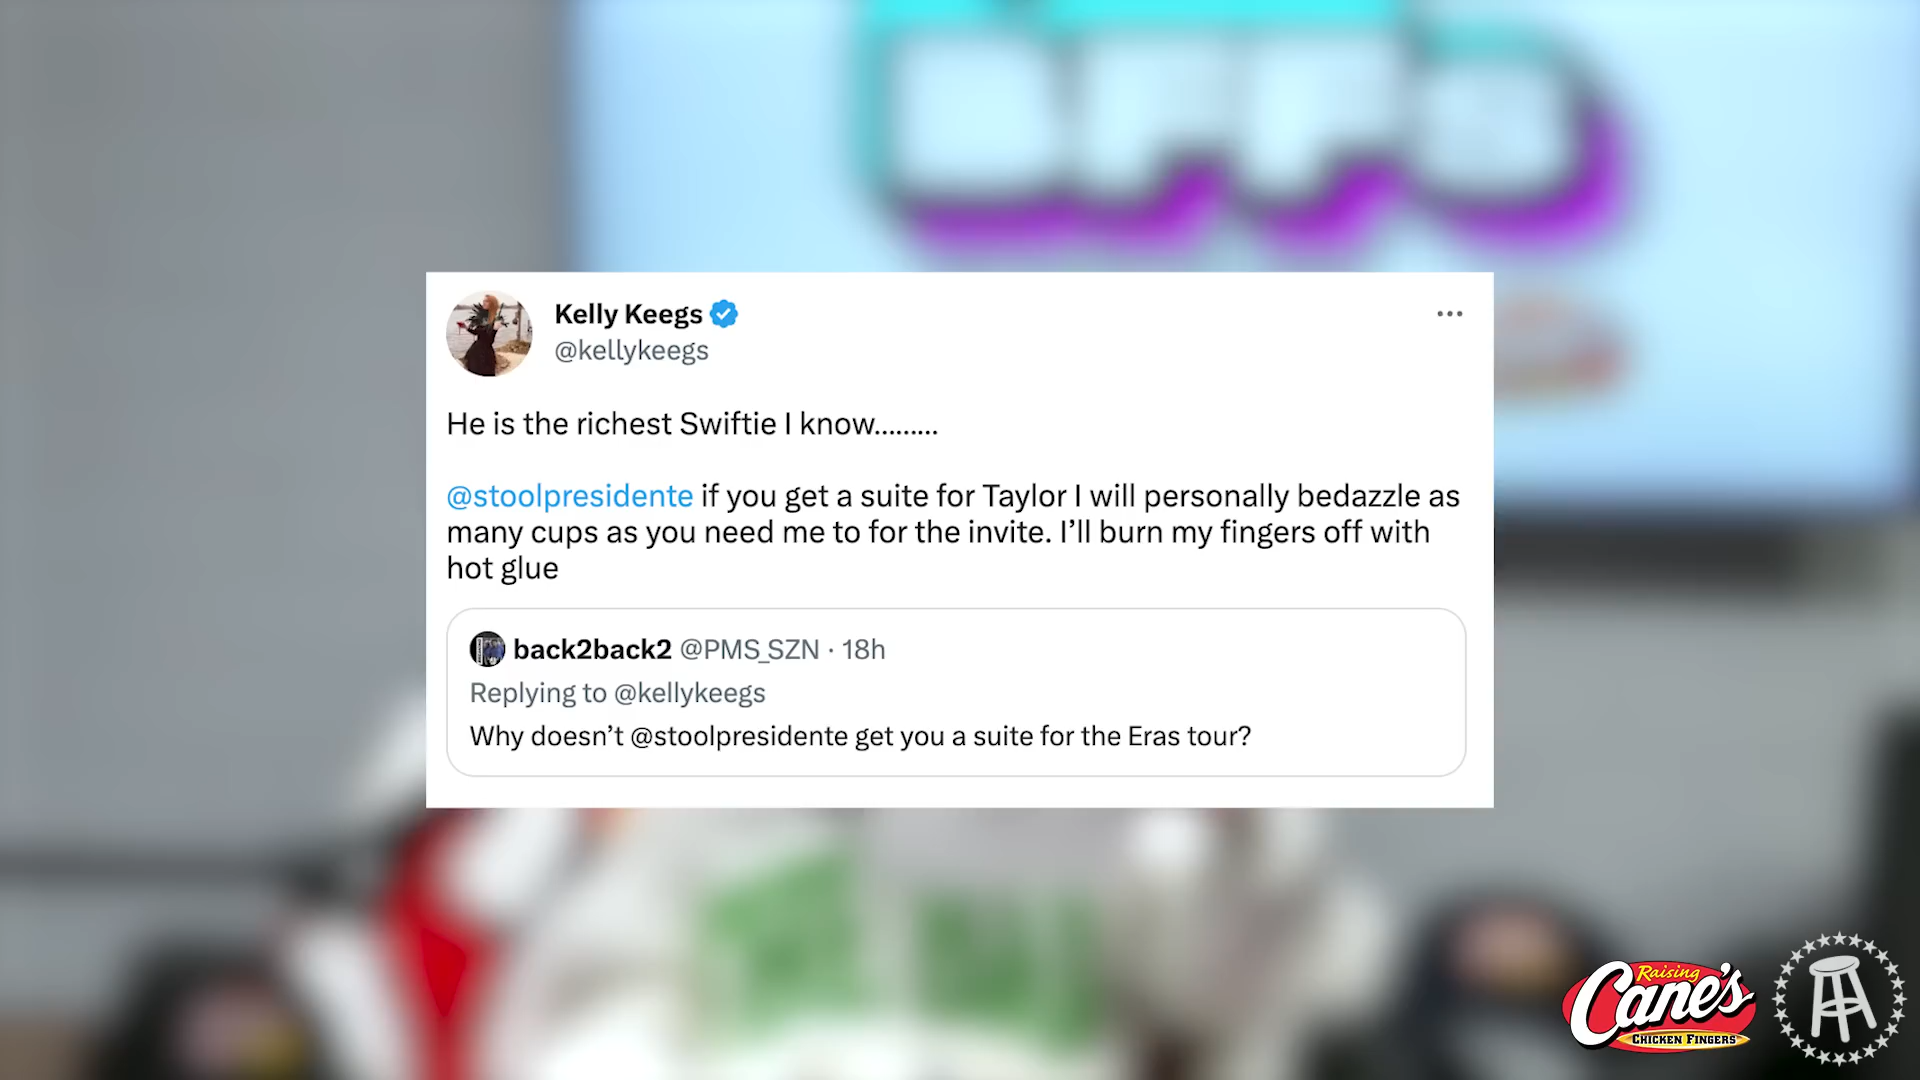 Kelly Keegs
@kellykeegs
He is the richest Swiftie I know.........
@stoolpresidente if you get a suite for Taylor I will personally bedazzle as
many cups as you need me to for the invite. I’ll burn my fingers off with
hot glue
back2back2 @PMS_SZN · 18h
Replying to @kellykeegs
Why doesn’t @stoolpresidente get you a suite for the Eras tour?
Raising
Cane's
CHICKEN FINGERS